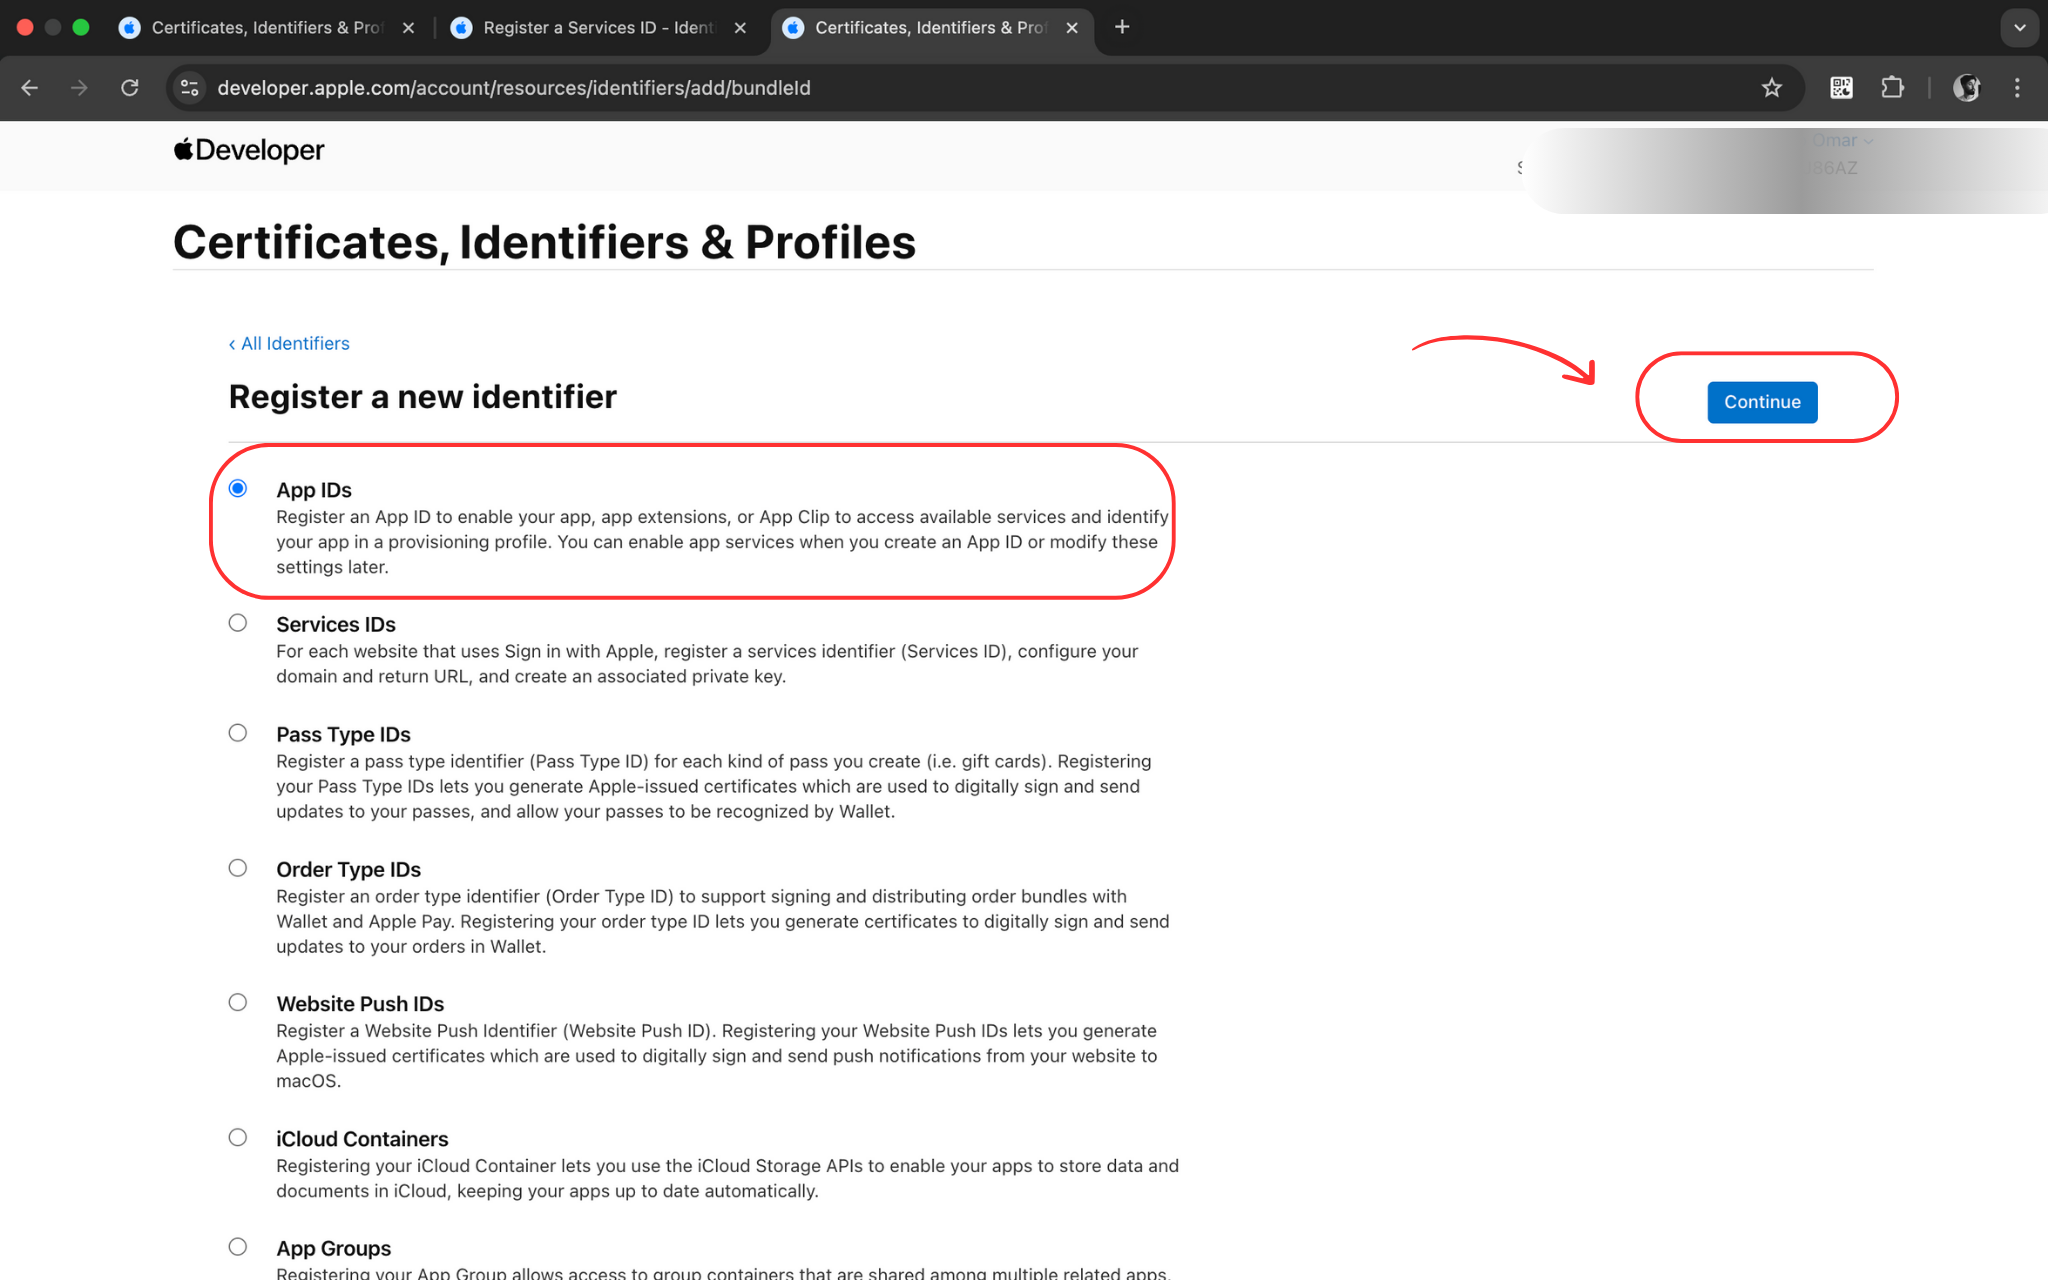 Certificates, Identifiers & Prof
Register a Services ID - Ident
Certificates, Identifiers & Prof
developer.apple.com/account/resources/identifiers/add/bundleId
Developer
Omar
86AZ
Certificates, Identifiers & Profiles
‹ All Identifiers
Register a new identifier
Continue
App IDs
Register an App ID to enable your app, app extensions, or App Clip to access available services and identify
your app in a provisioning profile. You can enable app services when you create an App ID or modify these
settings later.
Services IDs
For each website that uses Sign in with Apple, register a services identifier (Services ID), configure your
domain and return URL, and create an associated private key.
Pass Type IDs
Register a pass type identifier (Pass Type ID) for each kind of pass you create (i.e. gift cards). Registering
your Pass Type IDs lets you generate Apple-issued certificates which are used to digitally sign and send
updates to your passes, and allow your passes to be recognized by Wallet.
Order Type IDs
Register an order type identifier (Order Type ID) to support signing and distributing order bundles with
Wallet and Apple Pay. Registering your order type ID lets you generate certificates to digitally sign and send
updates to your orders in Wallet.
Website Push IDs
Register a Website Push Identifier (Website Push ID). Registering your Website Push IDs lets you generate
Apple-issued certificates which are used to digitally sign and send push notifications from your website to
macOS.
iCloud Containers
Registering your iCloud Container lets you use the iCloud Storage APIs to enable your apps to store data and
documents in iCloud, keeping your apps up to date automatically.
App Groups
Registering your App Group allows access to group containers that are shared among multiple related apps,